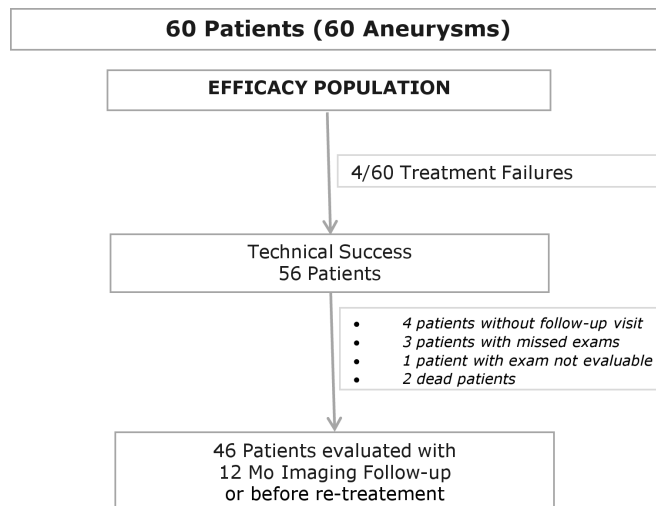 60 Patients (60 Aneurysms)
EFFICACY POPULATION
4/60 Treatment Failures
Technical Success
56 Patients
• 4 patients without follow-up visit
• 3 patients with missed exams
• 1 patient with exam not evaluable
• 2 dead patients
46 Patients evaluated with
12 Mo Imaging Follow-up
or before re-treatement